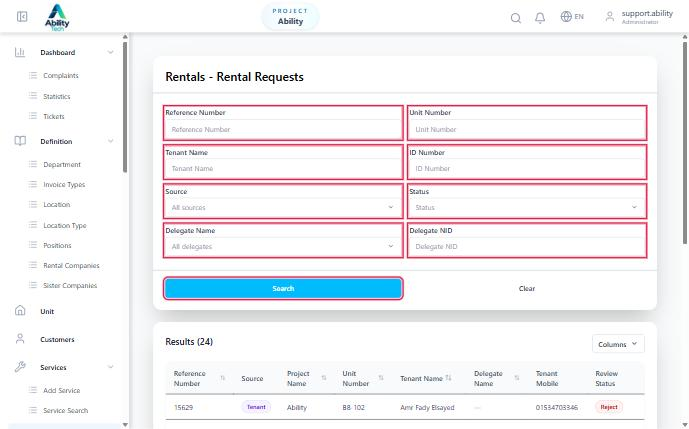 Ability
Tech
PROJECT
Ability
EN
support.ability
Administrator
Dashboard
Complaints
Statistics
Tickets
Definition
Department
Invoice Types
Location
Location Type
Positions
Rental Companies
Sister Companies
Unit
Customers
Services
Add Service
Service Search
Rentals - Rental Requests
Reference Number
Reference Number
Unit Number
Unit Number
Tenant Name
Tenant Name
ID Number
ID Number
Source
All sources
Status
Status
Delegate Name
All delegates
Delegate NID
Delegate NID
Search
Clear
Results (24)
Columns
Reference Number
Source
Project Name
Unit Number
Tenant Name
Delegate Name
Tenant Mobile
Review Status
15629
Tenant
Ability
B8-102
Amr Fady Elsayed
—
01534703346
Reject